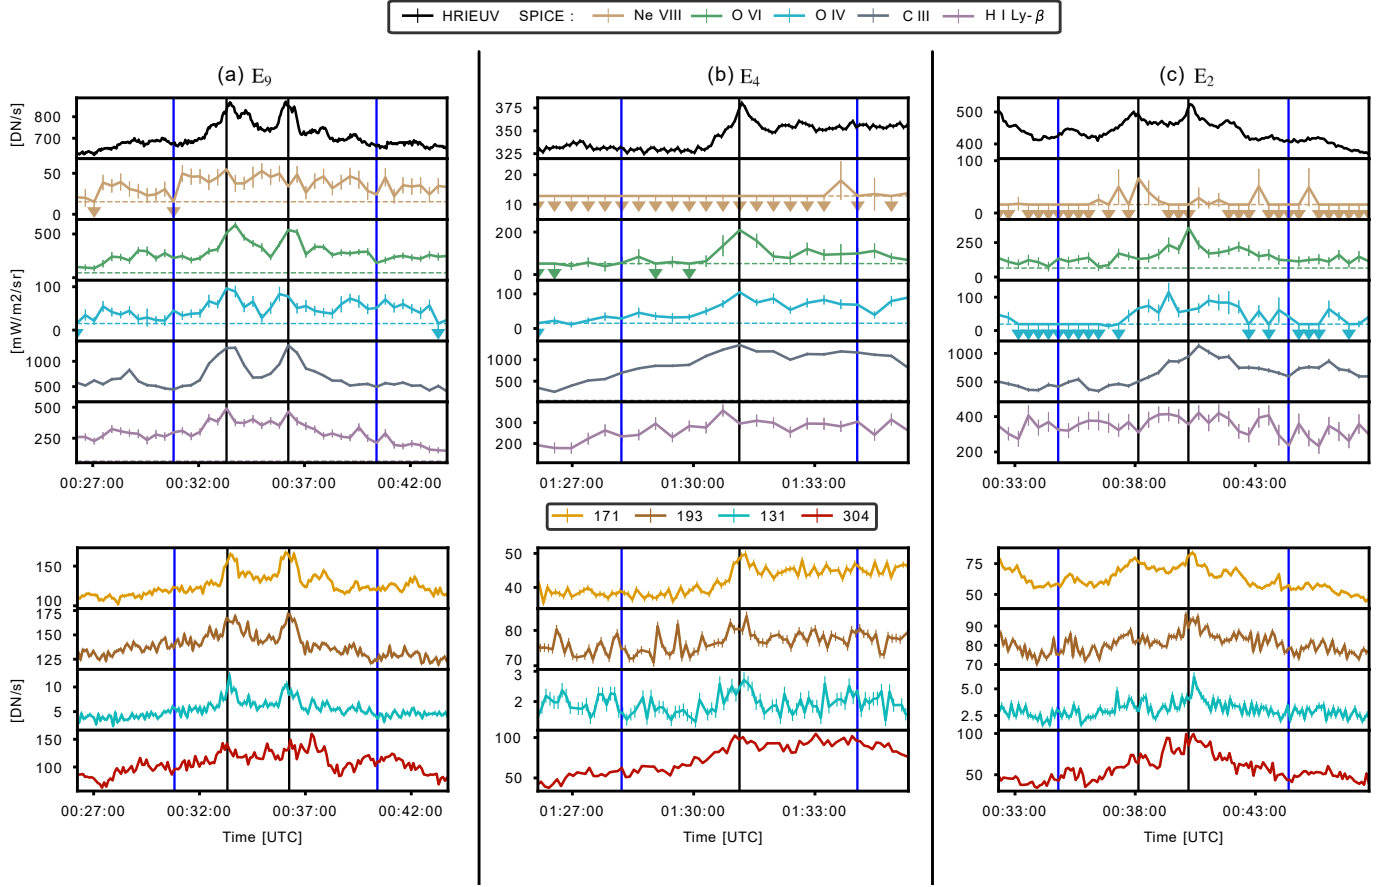 HRIEUV SPICE : Ne VIII O VI O IV C III H I Ly-β
(a) E9 (b) E4 (c) E2
[DN/s] 800 700 375 350 325 500 400
50 0 20 10 100 0
500 200 0 250 0
[mW/m2/sr] 100 0 100 0 100 0
1000 500 1000 500 1000 500
500 250 300 200 400 200
00:27:00 00:32:00 00:37:00 00:42:00 01:27:00 01:30:00 01:33:00 00:33:00 00:38:00 00:43:00
171 193 131 304
150 100 50 40 75 50
175 150 125 80 70 90 80 70
[DN/s] 10 5 3 2 5.0 2.5
150 100 100 50 100 50
00:27:00 00:32:00 00:37:00 00:42:00 01:27:00 01:30:00 01:33:00 00:33:00 00:38:00 00:43:00
Time [UTC] Time [UTC] Time [UTC]